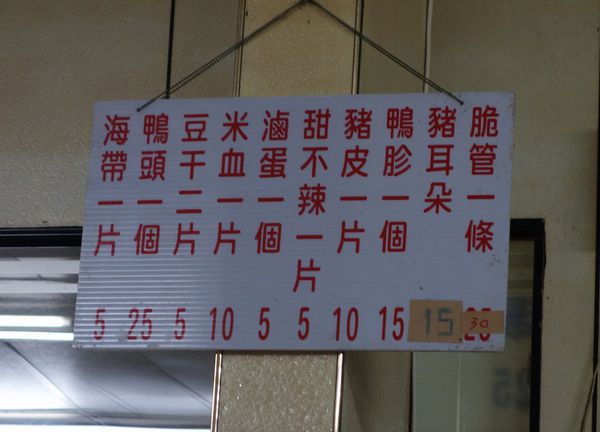 脆管一條 30
豬耳朵 15
鴨胗一個 15
豬皮一片 10
甜不辣一片 5
滷蛋一個 5
米血一片 10
豆干二片 5
鴨頭一個 25
海帶一片 5